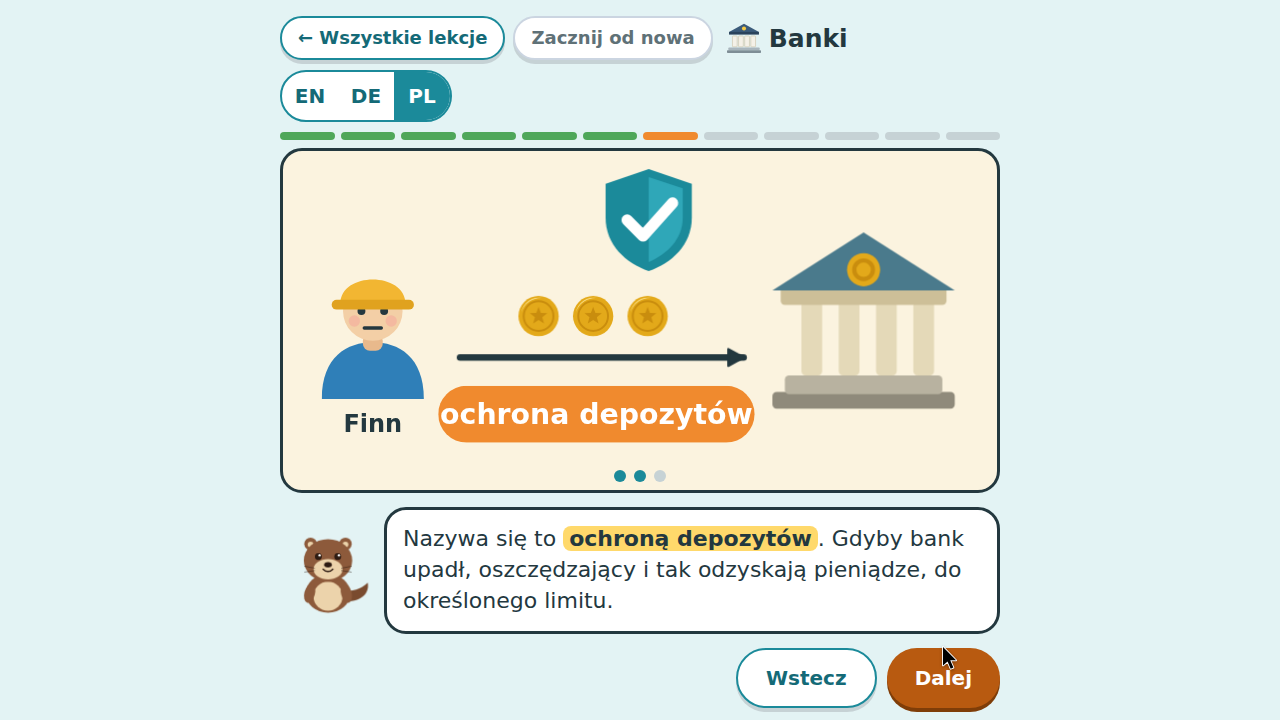 ← Wszystkie lekcje
Zacznij od nowa
Banki
EN DE PL
Finn
ochrona depozytów
Nazywa się to ochroną depozytów. Gdyby bank
upadł, oszczędzający i tak odzyskają pieniądze, do
określonego limitu.
Wstecz
Dalej